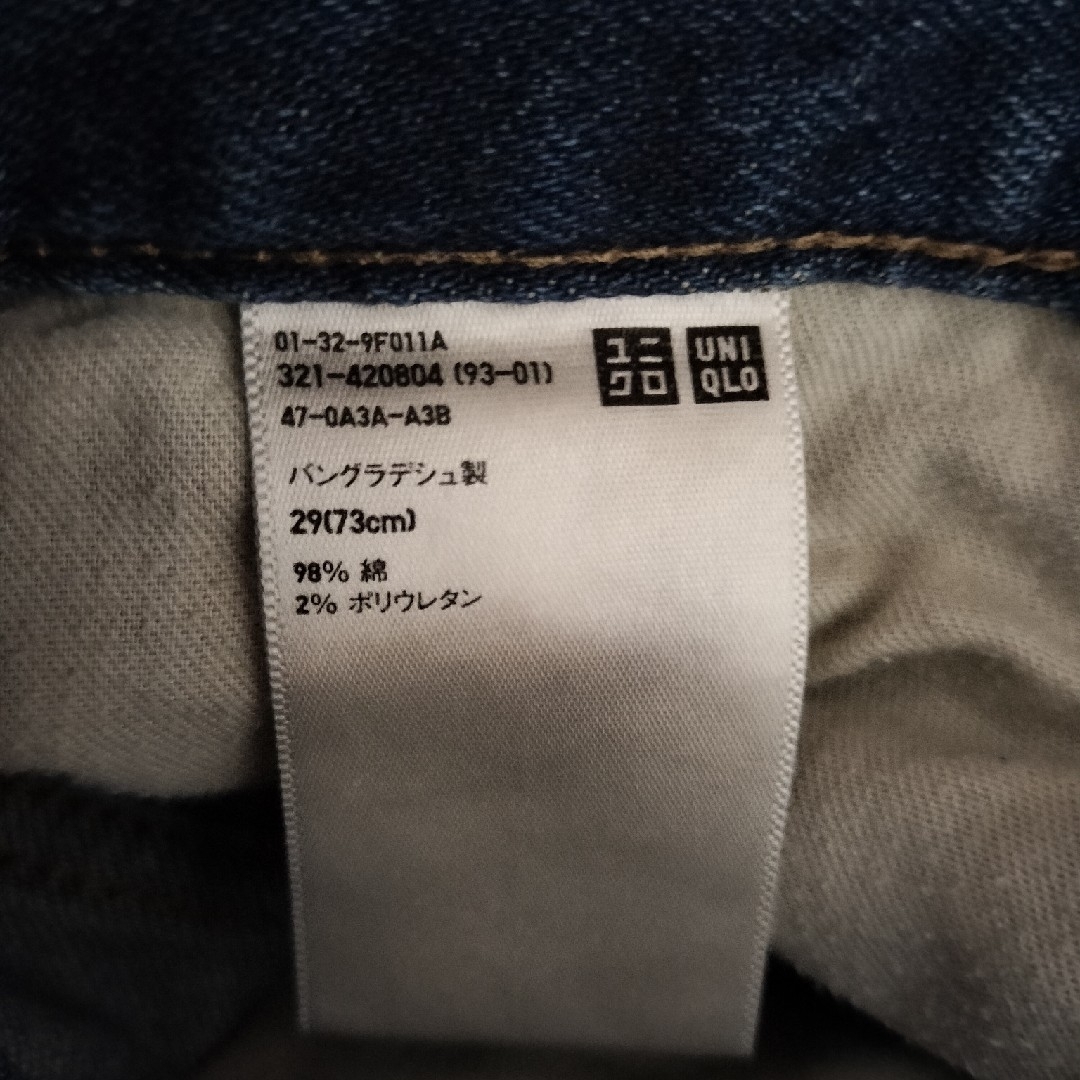 01-32-9F011A
321-420804 (93-01)
47-0A3A-A3B
ユニ
クロ
UNI
QLO
バングラデシュ製
29(73cm)
98% 綿
2% ポリウレタン